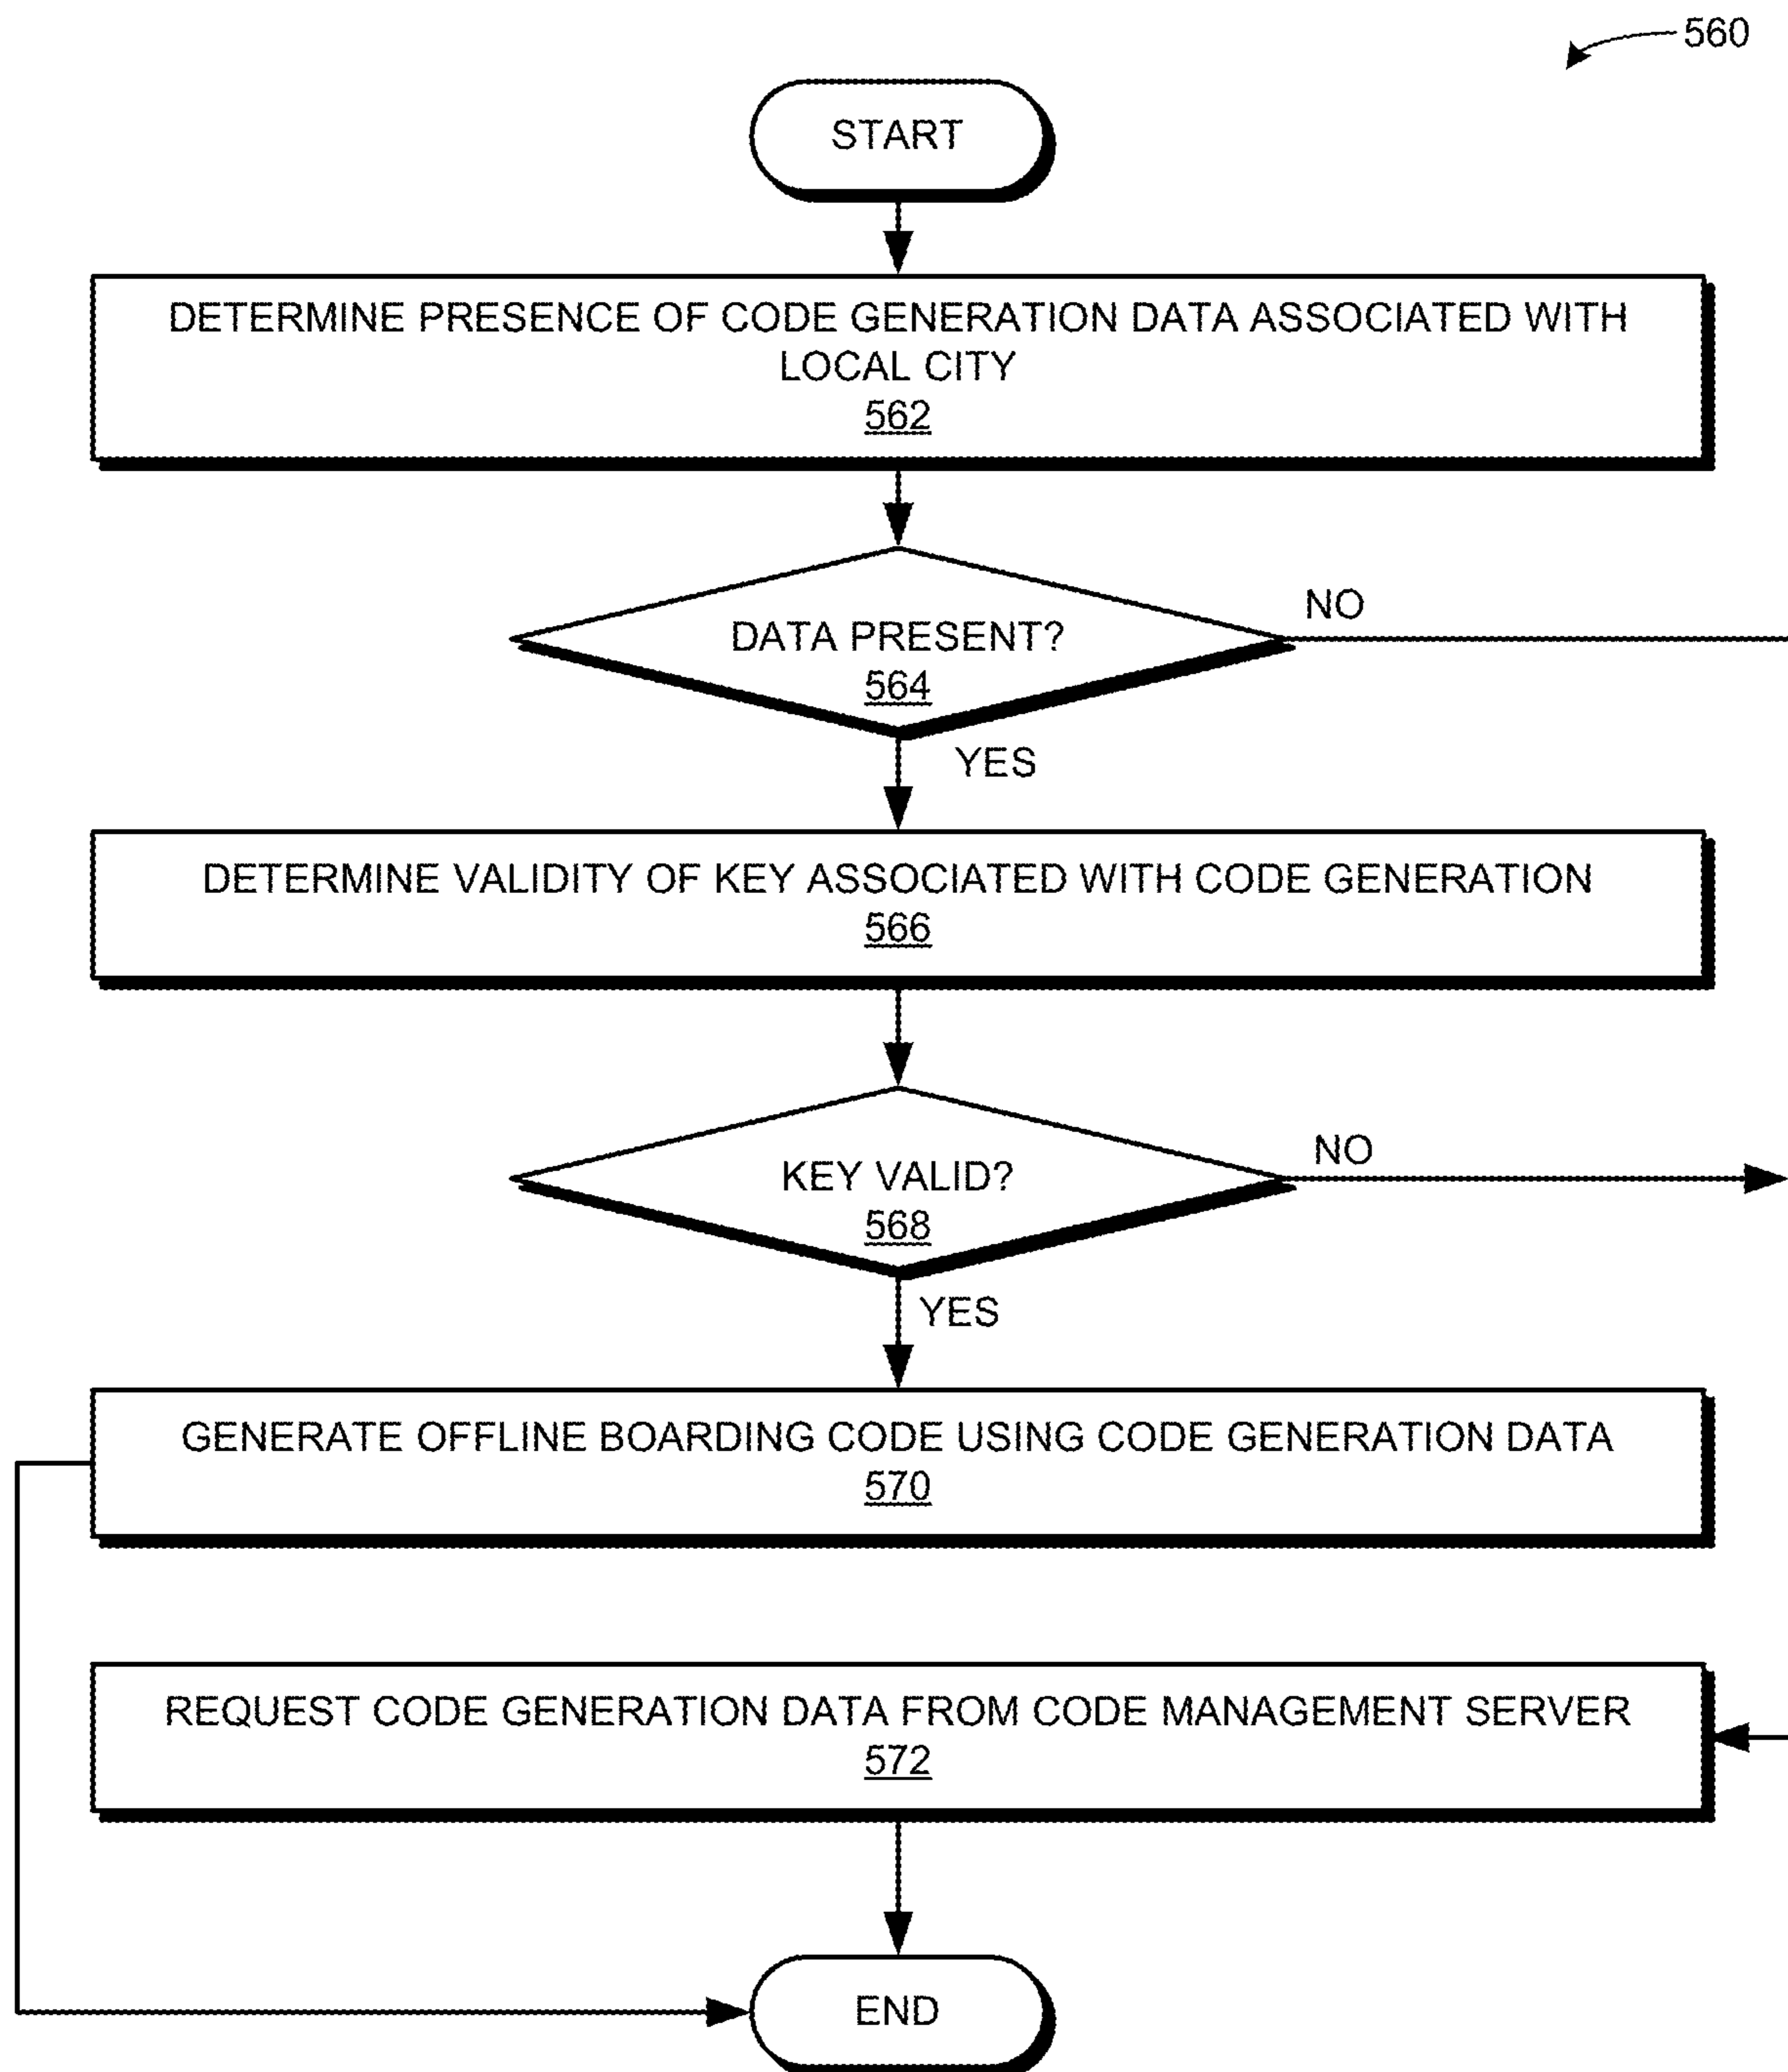 560
START
DETERMINE PRESENCE OF CODE GENERATION DATA ASSOCIATED WITH
LOCAL CITY
562
DATA PRESENT?
564
NO
YES
DETERMINE VALIDITY OF KEY ASSOCIATED WITH CODE GENERATION
566
KEY VALID?
568
NO
YES
GENERATE OFFLINE BOARDING CODE USING CODE GENERATION DATA
570
REQUEST CODE GENERATION DATA FROM CODE MANAGEMENT SERVER
572
END